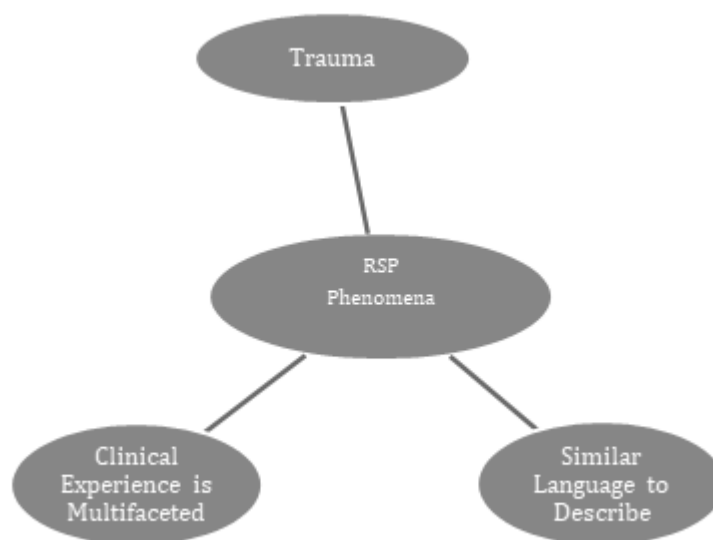 Trauma
RSP
Phenomena
Clinical
Experience is
Multifaceted
Similar
Language to
Describe